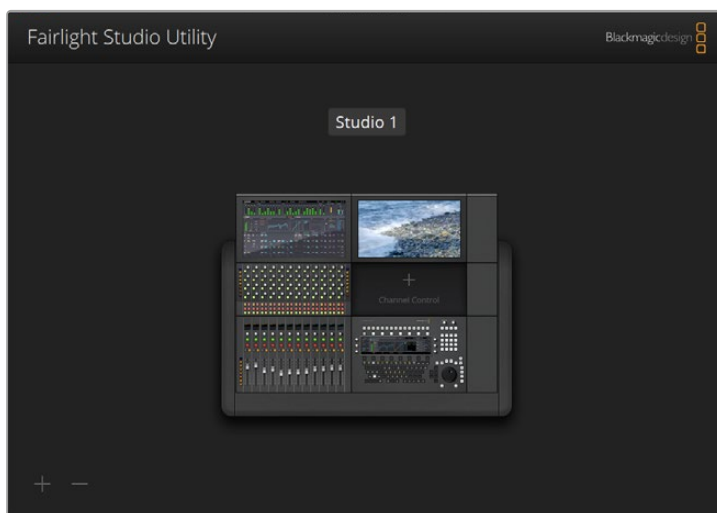 Fairlight Studio Utility
Blackmagicdesign
Studio 1
Channel Control